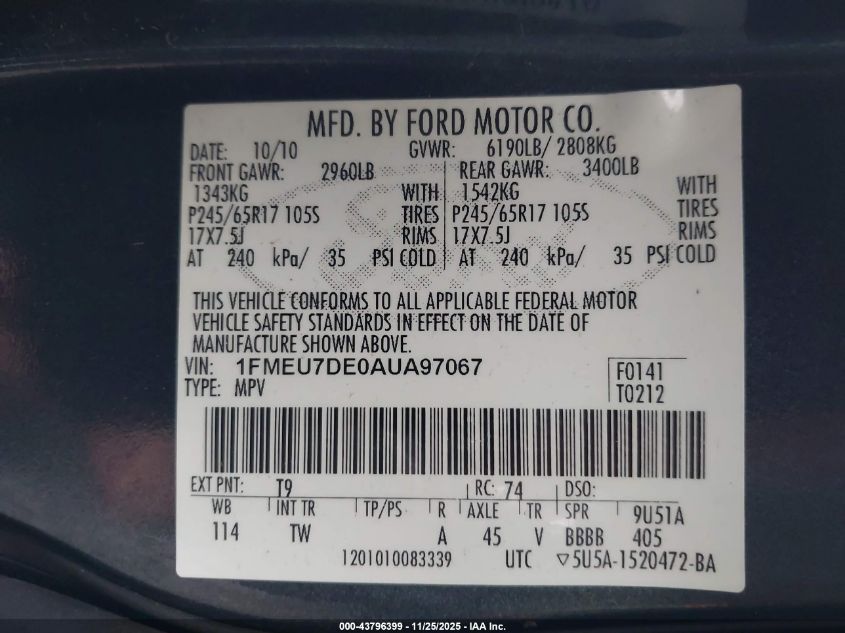 MFD. BY FORD MOTOR CO.
DATE: 10/10 GVWR: 6190LB/ 2808KG
FRONT GAWR: 2960LB REAR GAWR: 3400LB
1343KG WITH 1542KG WITH
P245/65R17 105S TIRES P245/65R17 105S TIRES
17X7.5J RIMS 17X7.5J RIMS
AT 240 kPa/ 35 PSI COLD AT 240 kPa/ 35 PSI COLD
THIS VEHICLE CONFORMS TO ALL APPLICABLE FEDERAL MOTOR
VEHICLE SAFETY STANDARDS IN EFFECT ON THE DATE OF
MANUFACTURE SHOWN ABOVE.
VIN: 1FMEU7DE0AUA97067 F0141
TYPE: MPV T0212
EXT PNT: T9 RC: 74 DSO:
WB INT TR TP/PS R AXLE TR SPR 9U51A
114 TW A 45 V BBBB 405
1201010083339 UTC ▽5U5A-1520472-BA
000-43796399 • 11/25/2025 - IAA Inc.